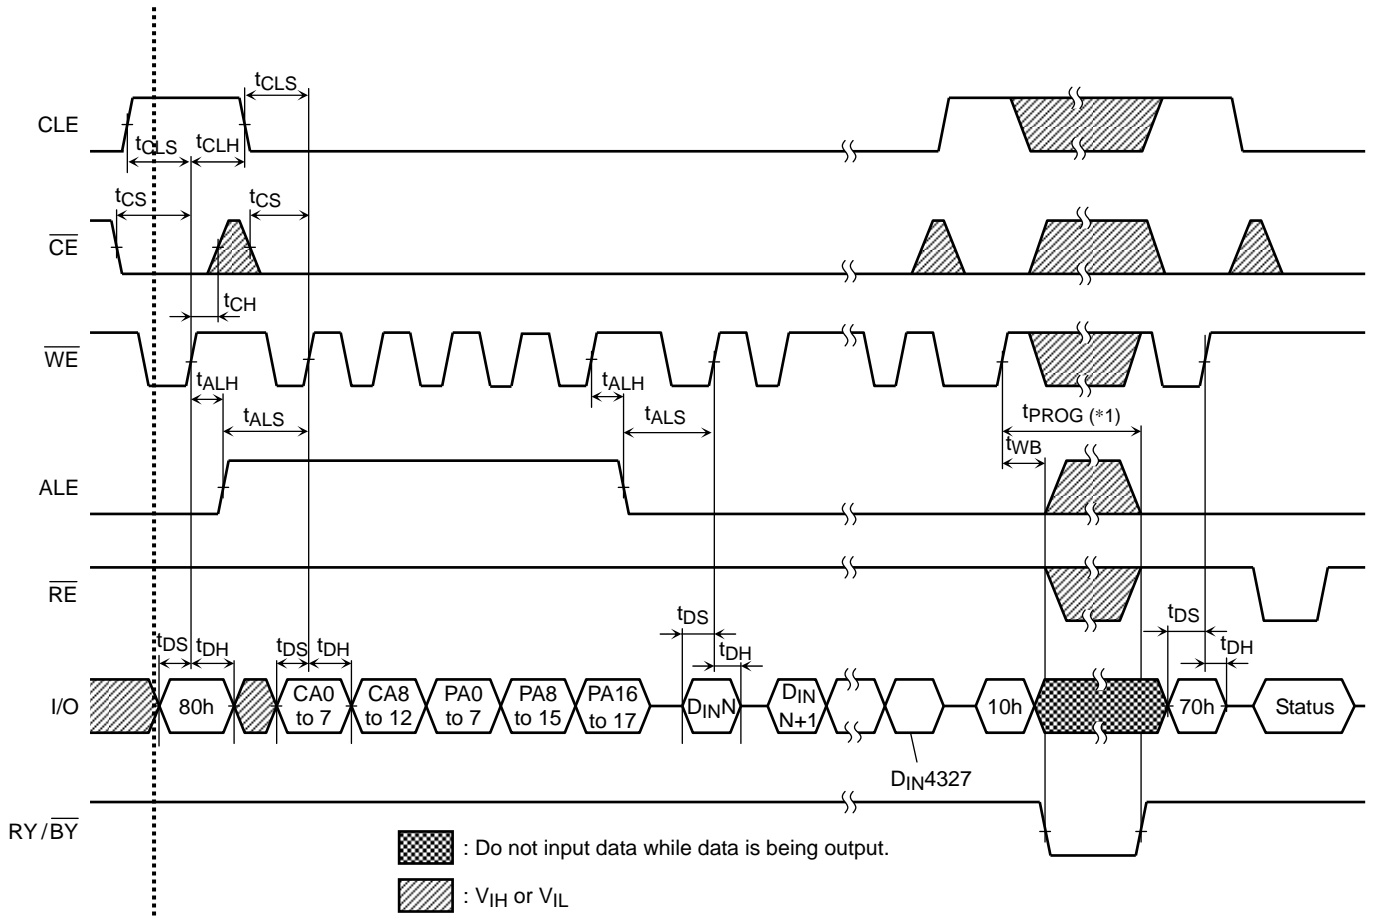 tCLS
CLE
tCLS
tCLH
tCS
tCS
CE
tCH
WE
tALH
tALH
tALS
tALS
tPROG (*1)
tWB
ALE
RE
tDS
tDH
tDS
tDH
tDS
tDH
tDS
tDH
I/O
80h
CA0
to 7
CA8
to 12
PA0
to 7
PA8
to 15
PA16
to 17
DINN
DIN
N+1
10h
70h
Status
DIN4327
RY/BY
: Do not input data while data is being output.
: VIH or VIL